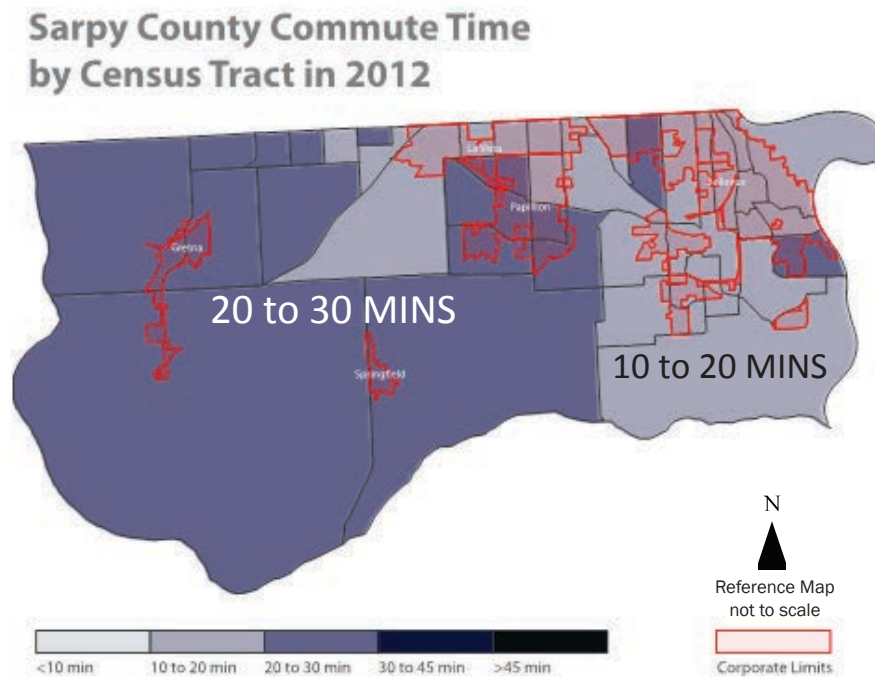 Sarpy County Commute Time
by Census Tract in 2012
La Vista
Bellevue
Papillion
Gretna
20 to 30 MINS
Springfield
10 to 20 MINS
N
Reference Map
not to scale
<10 min
10 to 20 min
20 to 30 min
30 to 45 min
>45 min
Corporate Limits